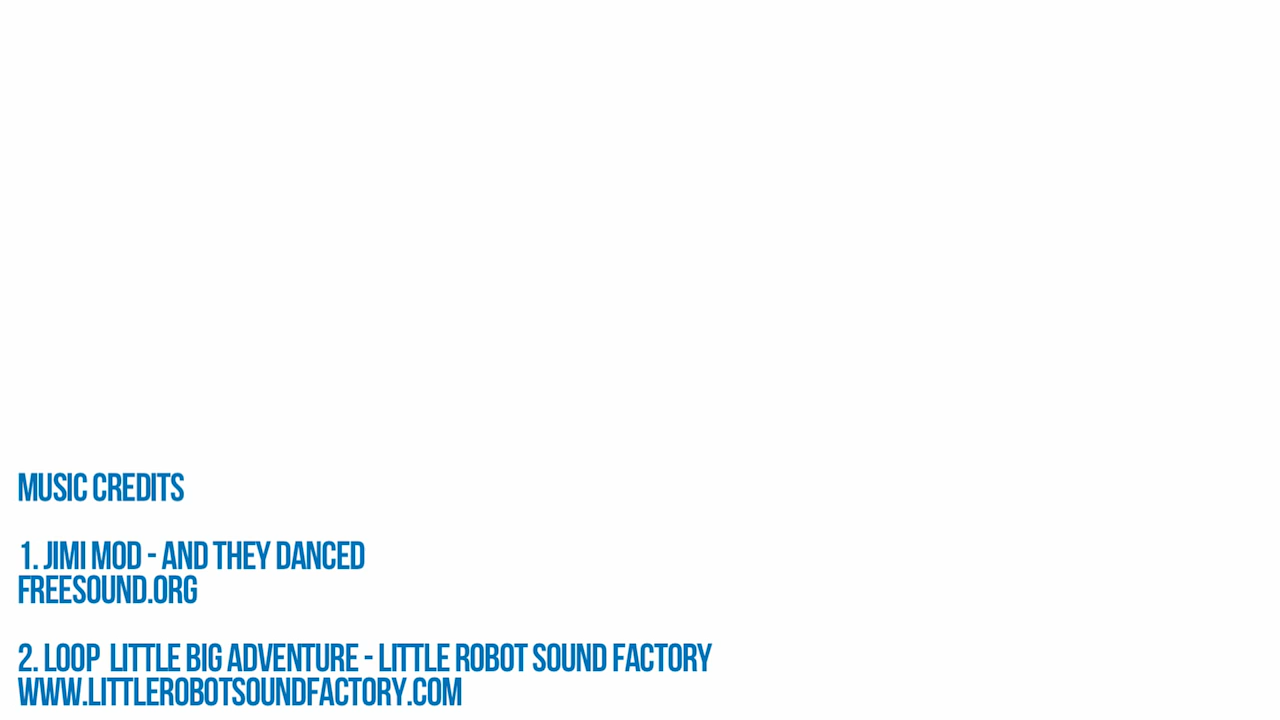 MUSIC CREDITS
1. JIMI MOD - AND THEY DANCED
FREESOUND.ORG
2. LOOP  LITTLE BIG ADVENTURE - LITTLE ROBOT SOUND FACTORY
WWW.LITTLEROBOTSOUNDFACTORY.COM